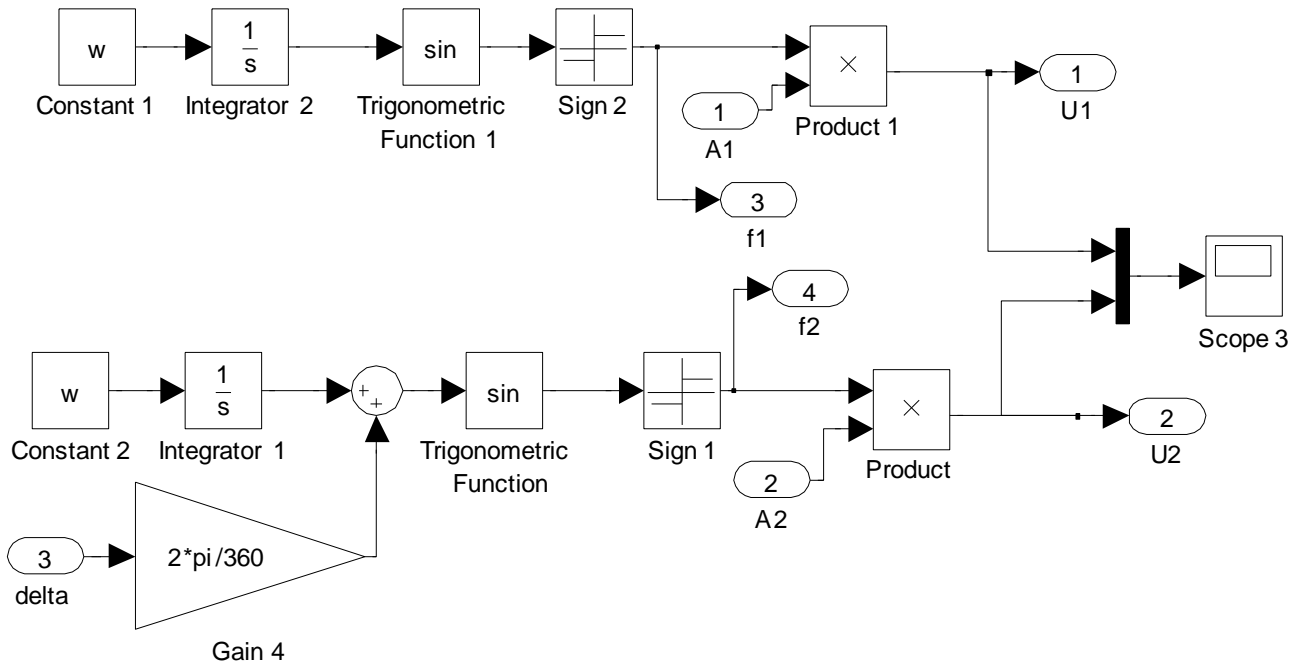 w
1
s
sin
Constant 1
Integrator 2
Trigonometric
Function 1
Sign 2
1
A1
×
Product 1
1
U1
3
f1
4
f2
Scope 3
w
1
s
+
+
sin
×
Constant 2
Integrator 1
Trigonometric
Function
Sign 1
2
A2
Product
2
U2
3
delta
2*pi/360
Gain 4